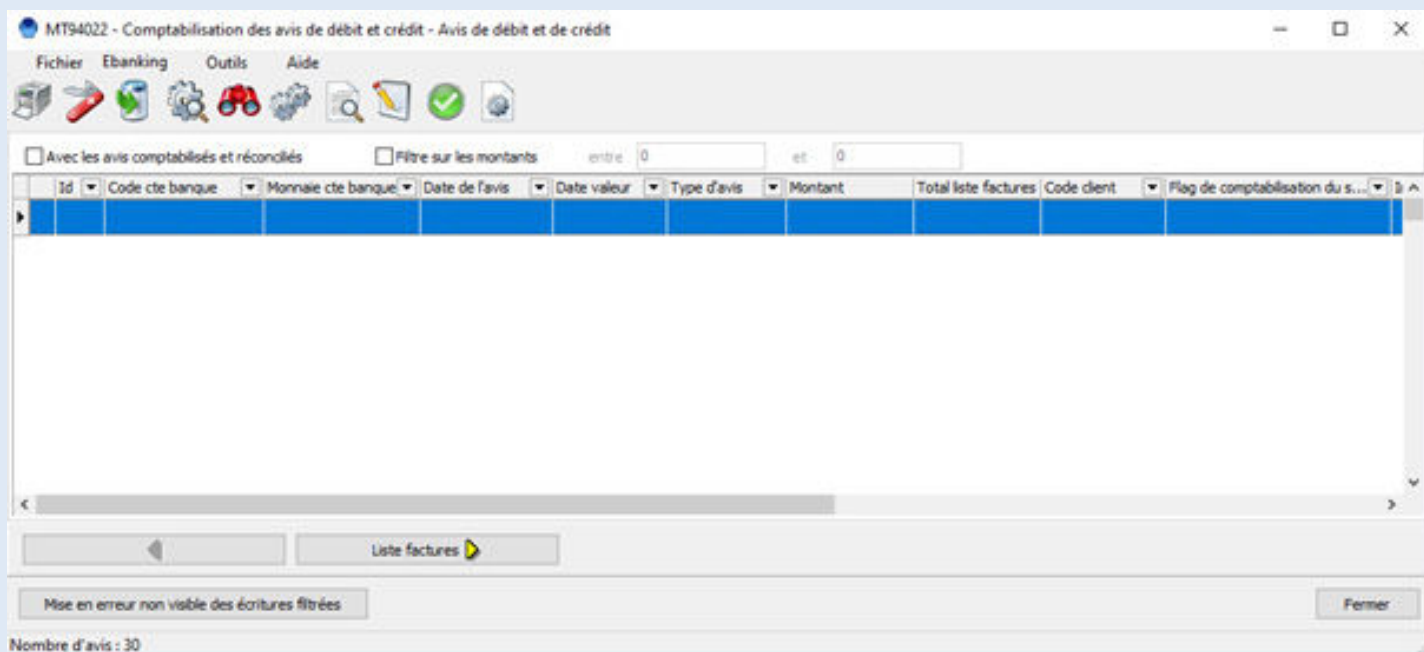 MT94022 - Comptabilisation des avis de débit et crédit - Avis de débit et de crédit
Fichier Ebanking Outils Aide
Avec les avis comptabilisés et réconciliés Filtre sur les montants entre 0 et 0
Id Code cte banque Monnaie cte banque Date de l'avis Date valeur Type d'avis Montant Total liste factures Code client Flag de comptabilisation du s...
Liste factures
Mise en erreur non visible des écritures filtrées Fermer
Nombre d'avis : 30